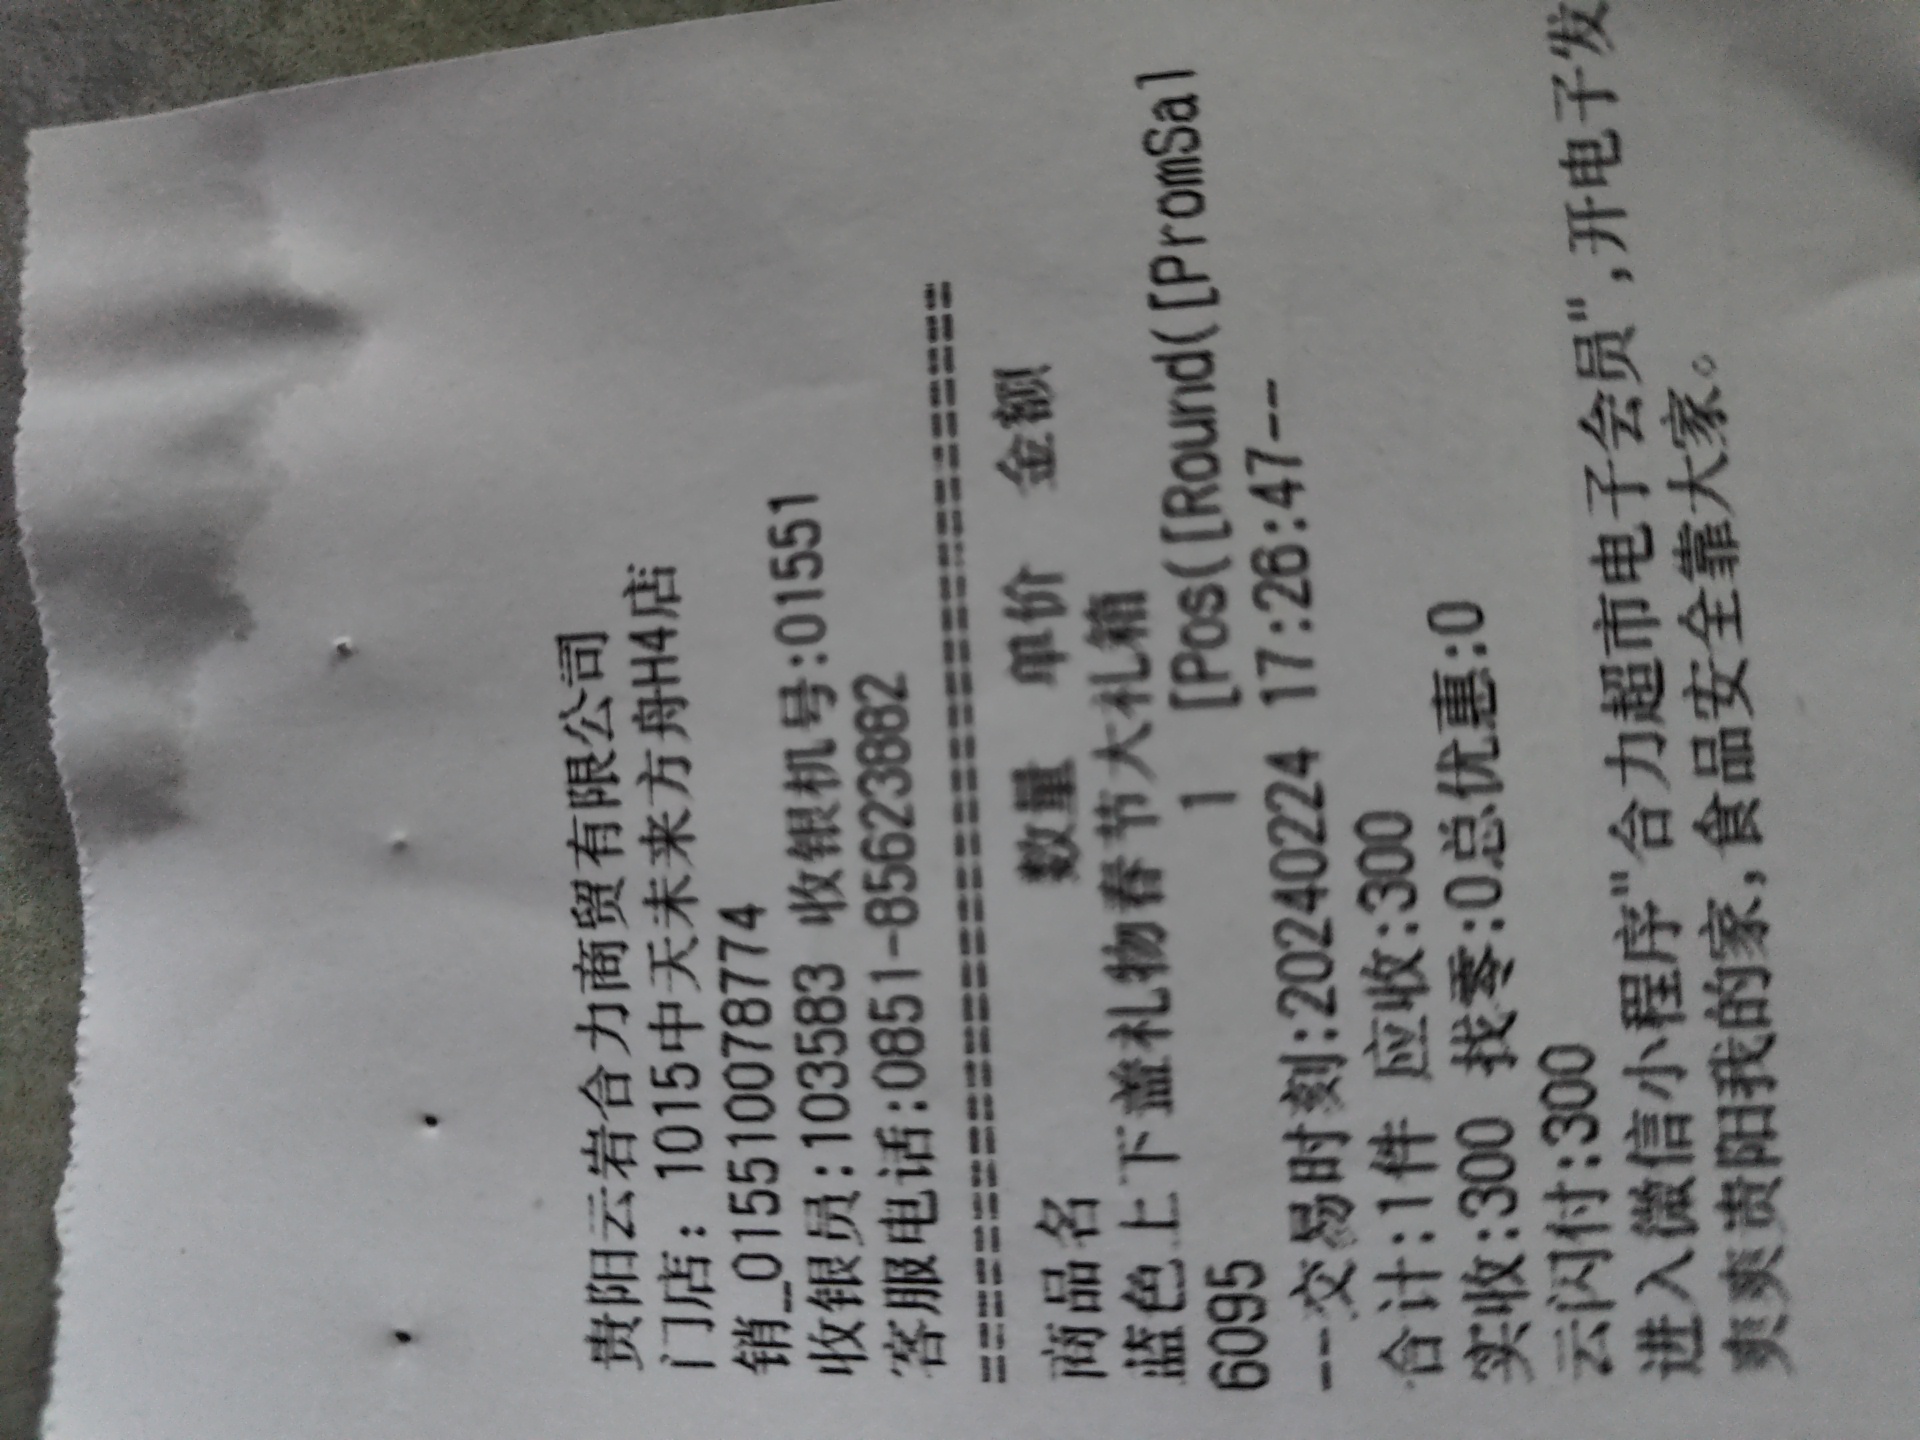 贵阳云岩合力商贸有限公司
门店: 1015中天未来方舟H4店
销_0155100078774
收银员:103583 收银机号:01551
客服电话:0851-85623882
================================================
商品名 数量 单价 金额
蓝色上下盖礼物春节大礼箱
6095 1 [Pos([Round([PromSal
---交易时刻:20240224 17:26:47---
合计:1件 应收:300
实收:300 找零:0总优惠:0
云闪付:300
进入微信小程序"合力超市电子会员",开电子发
爽爽贵阳我的家,食品安全靠大家。